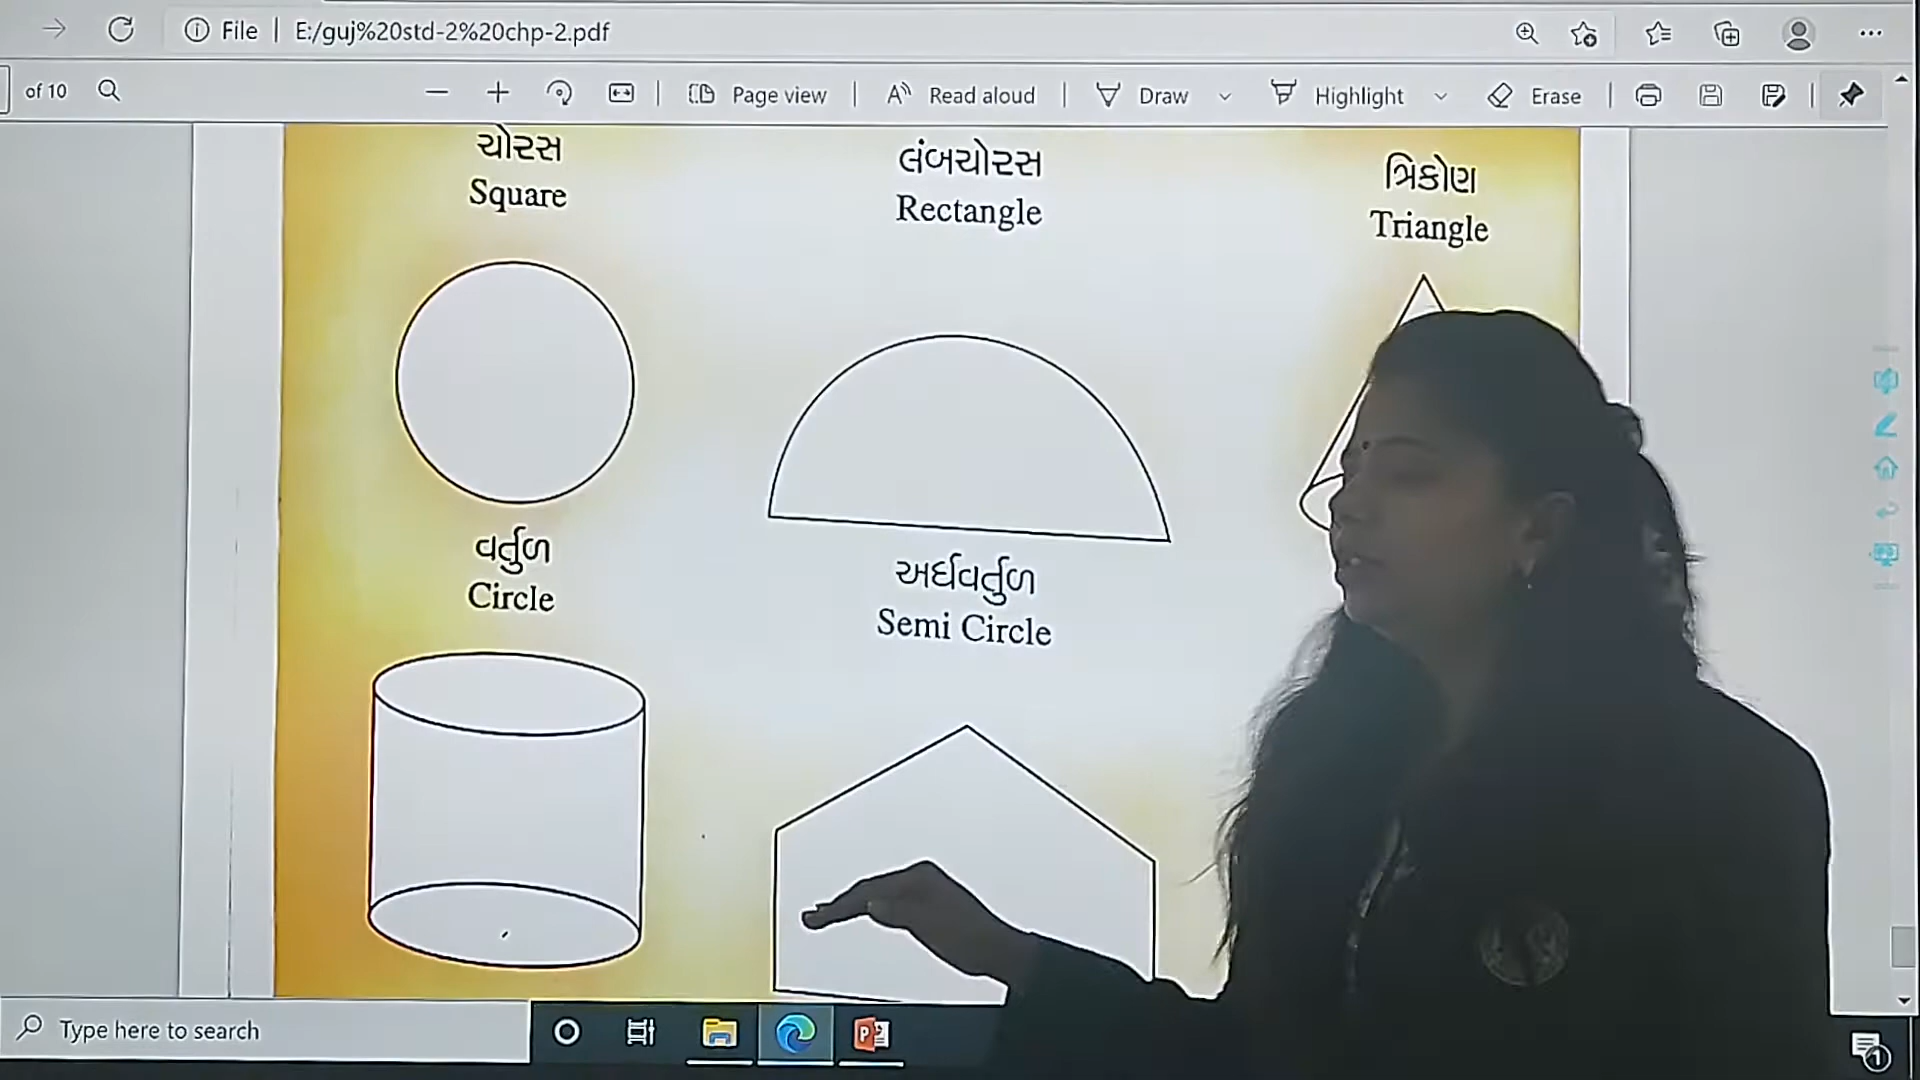 File | E:/guj%20std-2%20chp-2.pdf
of 10
Page view
Read aloud
Draw
Highlight
Erase
ચોરસ
Square
લંબચોરસ
Rectangle
ત્રિકોણ
Triangle
વર્તુળ
Circle
અર્ધવર્તુળ
Semi Circle
Type here to search
1